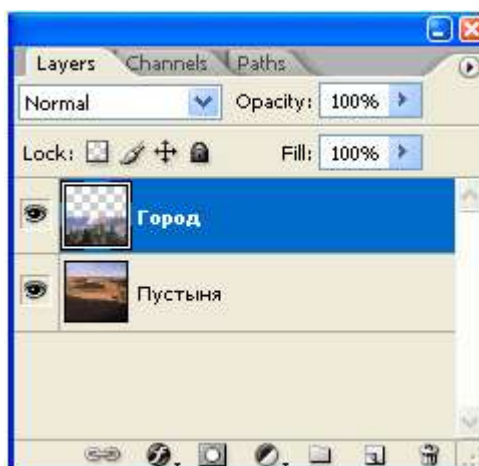 Layers Channels Paths
Normal Opacity: 100%
Lock: Fill: 100%
Город
Пустыня